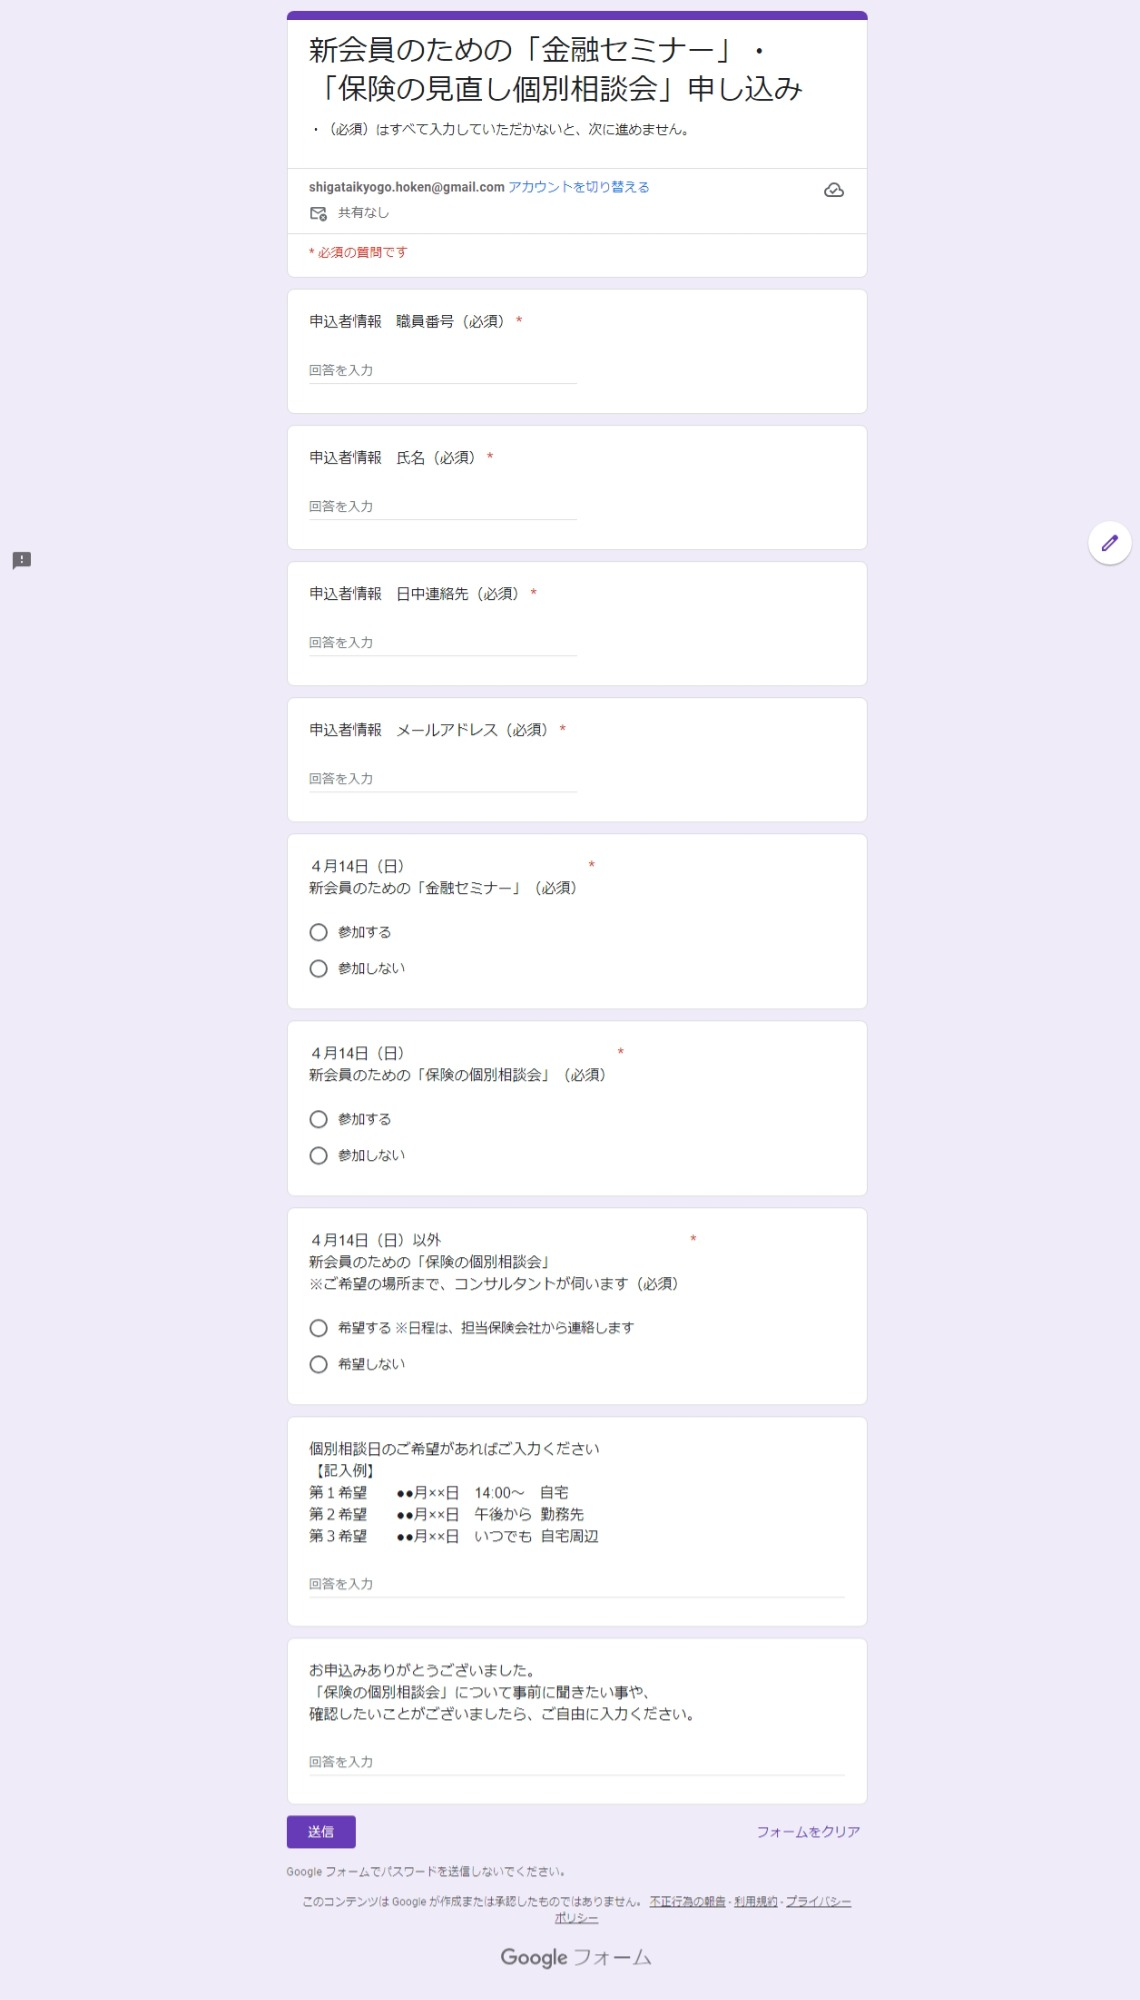 新会員のための「金融セミナー」・
「保険の見直し個別相談会」申し込み
・（必須）はすべて入力していただかないと、次に進めません。
shigataikyogo.hoken@gmail.com アカウントを切り替える
共有なし
* 必須の質問です
申込者情報　職員番号（必須） *
回答を入力
申込者情報　氏名（必須） *
回答を入力
申込者情報　日中連絡先（必須） *
回答を入力
申込者情報　メールアドレス（必須） *
回答を入力
４月14日（日） *
新会員のための「金融セミナー」（必須）
参加する
参加しない
４月14日（日） *
新会員のための「保険の個別相談会」（必須）
参加する
参加しない
４月14日（日）以外 *
新会員のための「保険の個別相談会」
※ご希望の場所まで、コンサルタントが伺います（必須）
希望する ※日程は、担当保険会社から連絡します
希望しない
個別相談日のご希望があればご入力ください
【記入例】
第１希望　　●●月××日　14:00～　自宅
第２希望　　●●月××日　午後から 勤務先
第３希望　　●●月××日　いつでも 自宅周辺
回答を入力
お申込みありがとうございました。
「保険の個別相談会」について事前に聞きたい事や、
確認したいことがございましたら、ご自由に入力ください。
回答を入力
送信
フォームをクリア
Google フォームでパスワードを送信しないでください。
このコンテンツは Google が作成または承認したものではありません。 不正行為の報告 - 利用規約 - プライバシー
ポリシー
Google フォーム